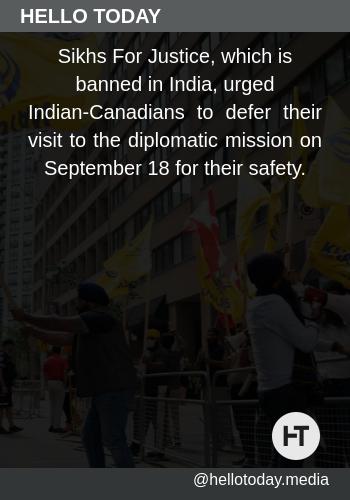 HELLO TODAY
Sikhs For Justice, which is
banned in India, urged
Indian-Canadians to defer their
visit to the diplomatic mission on
September 18 for their safety.
HT
@hellotoday.media